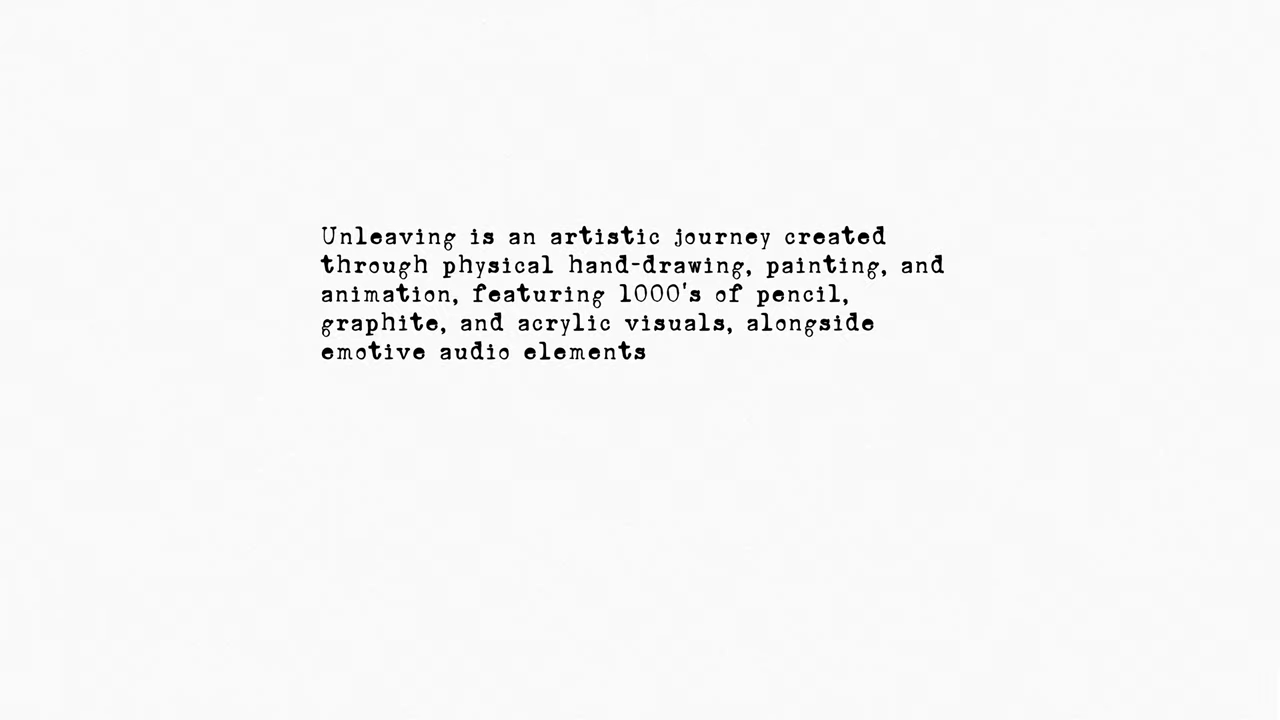 Unleaving is an artistic journey created
through physical hand-drawing, painting, and
animation, featuring 1000's of pencil,
graphite, and acrylic visuals, alongside
emotive audio elements